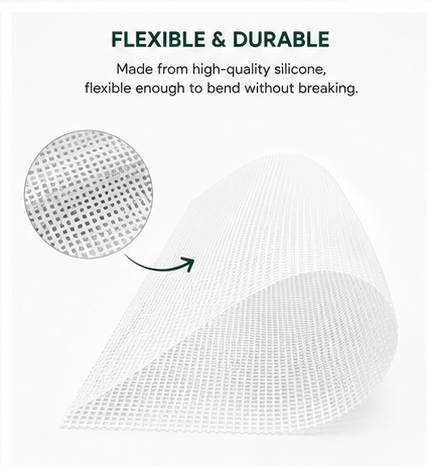 FLEXIBLE & DURABLE
Made from high-quality silicone,
flexible enough to bend without breaking.